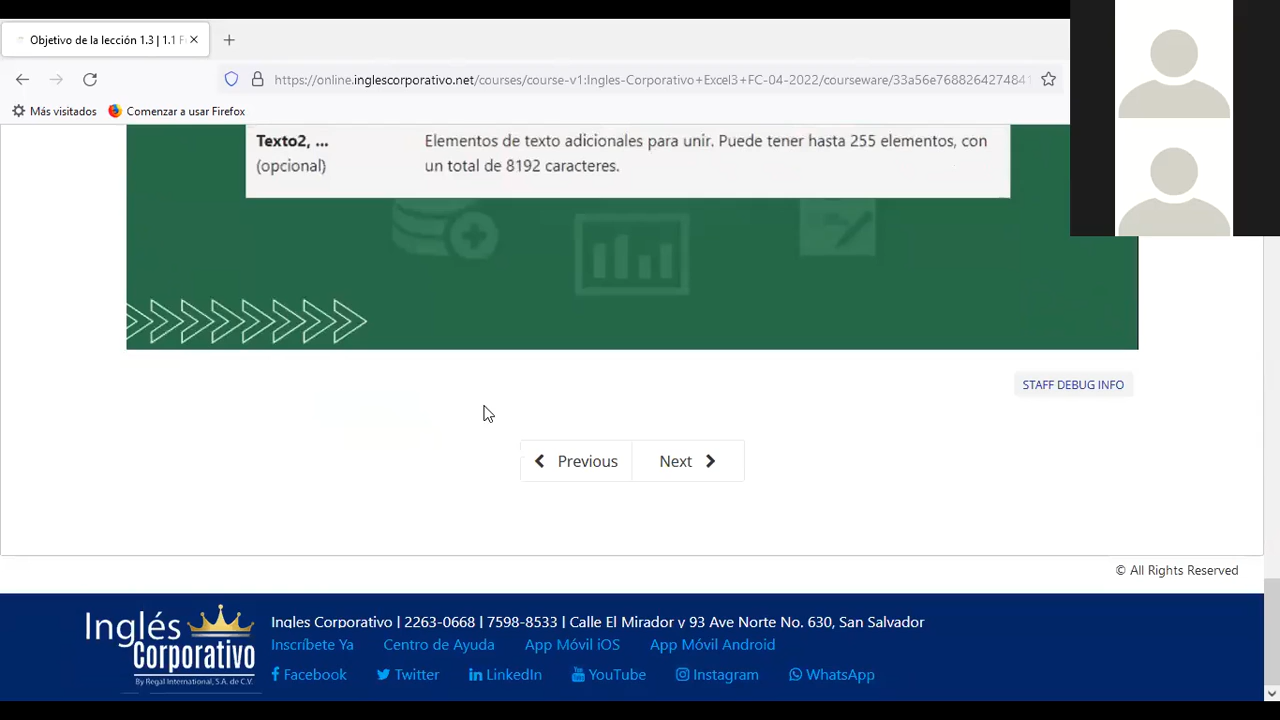 Objetivo de la lección 1.3 | 1.1 F
https://online.inglescorporativo.net/courses/course-v1:Ingles-Corporativo+Excel3+FC-04-2022/courseware/33a56e7688264274841
Más visitados Comenzar a usar Firefox
Texto2, ... Elementos de texto adicionales para unir. Puede tener hasta 255 elementos, con
(opcional) un total de 8192 caracteres.
STAFF DEBUG INFO
Previous Next
© All Rights Reserved
Inglés Corporativo
By Regal International, S.A. de C.V.
Ingles Corporativo | 2263-0668 | 7598-8533 | Calle El Mirador y 93 Ave Norte No. 630, San Salvador
Inscríbete Ya Centro de Ayuda App Móvil iOS App Móvil Android
Facebook Twitter LinkedIn YouTube Instagram WhatsApp